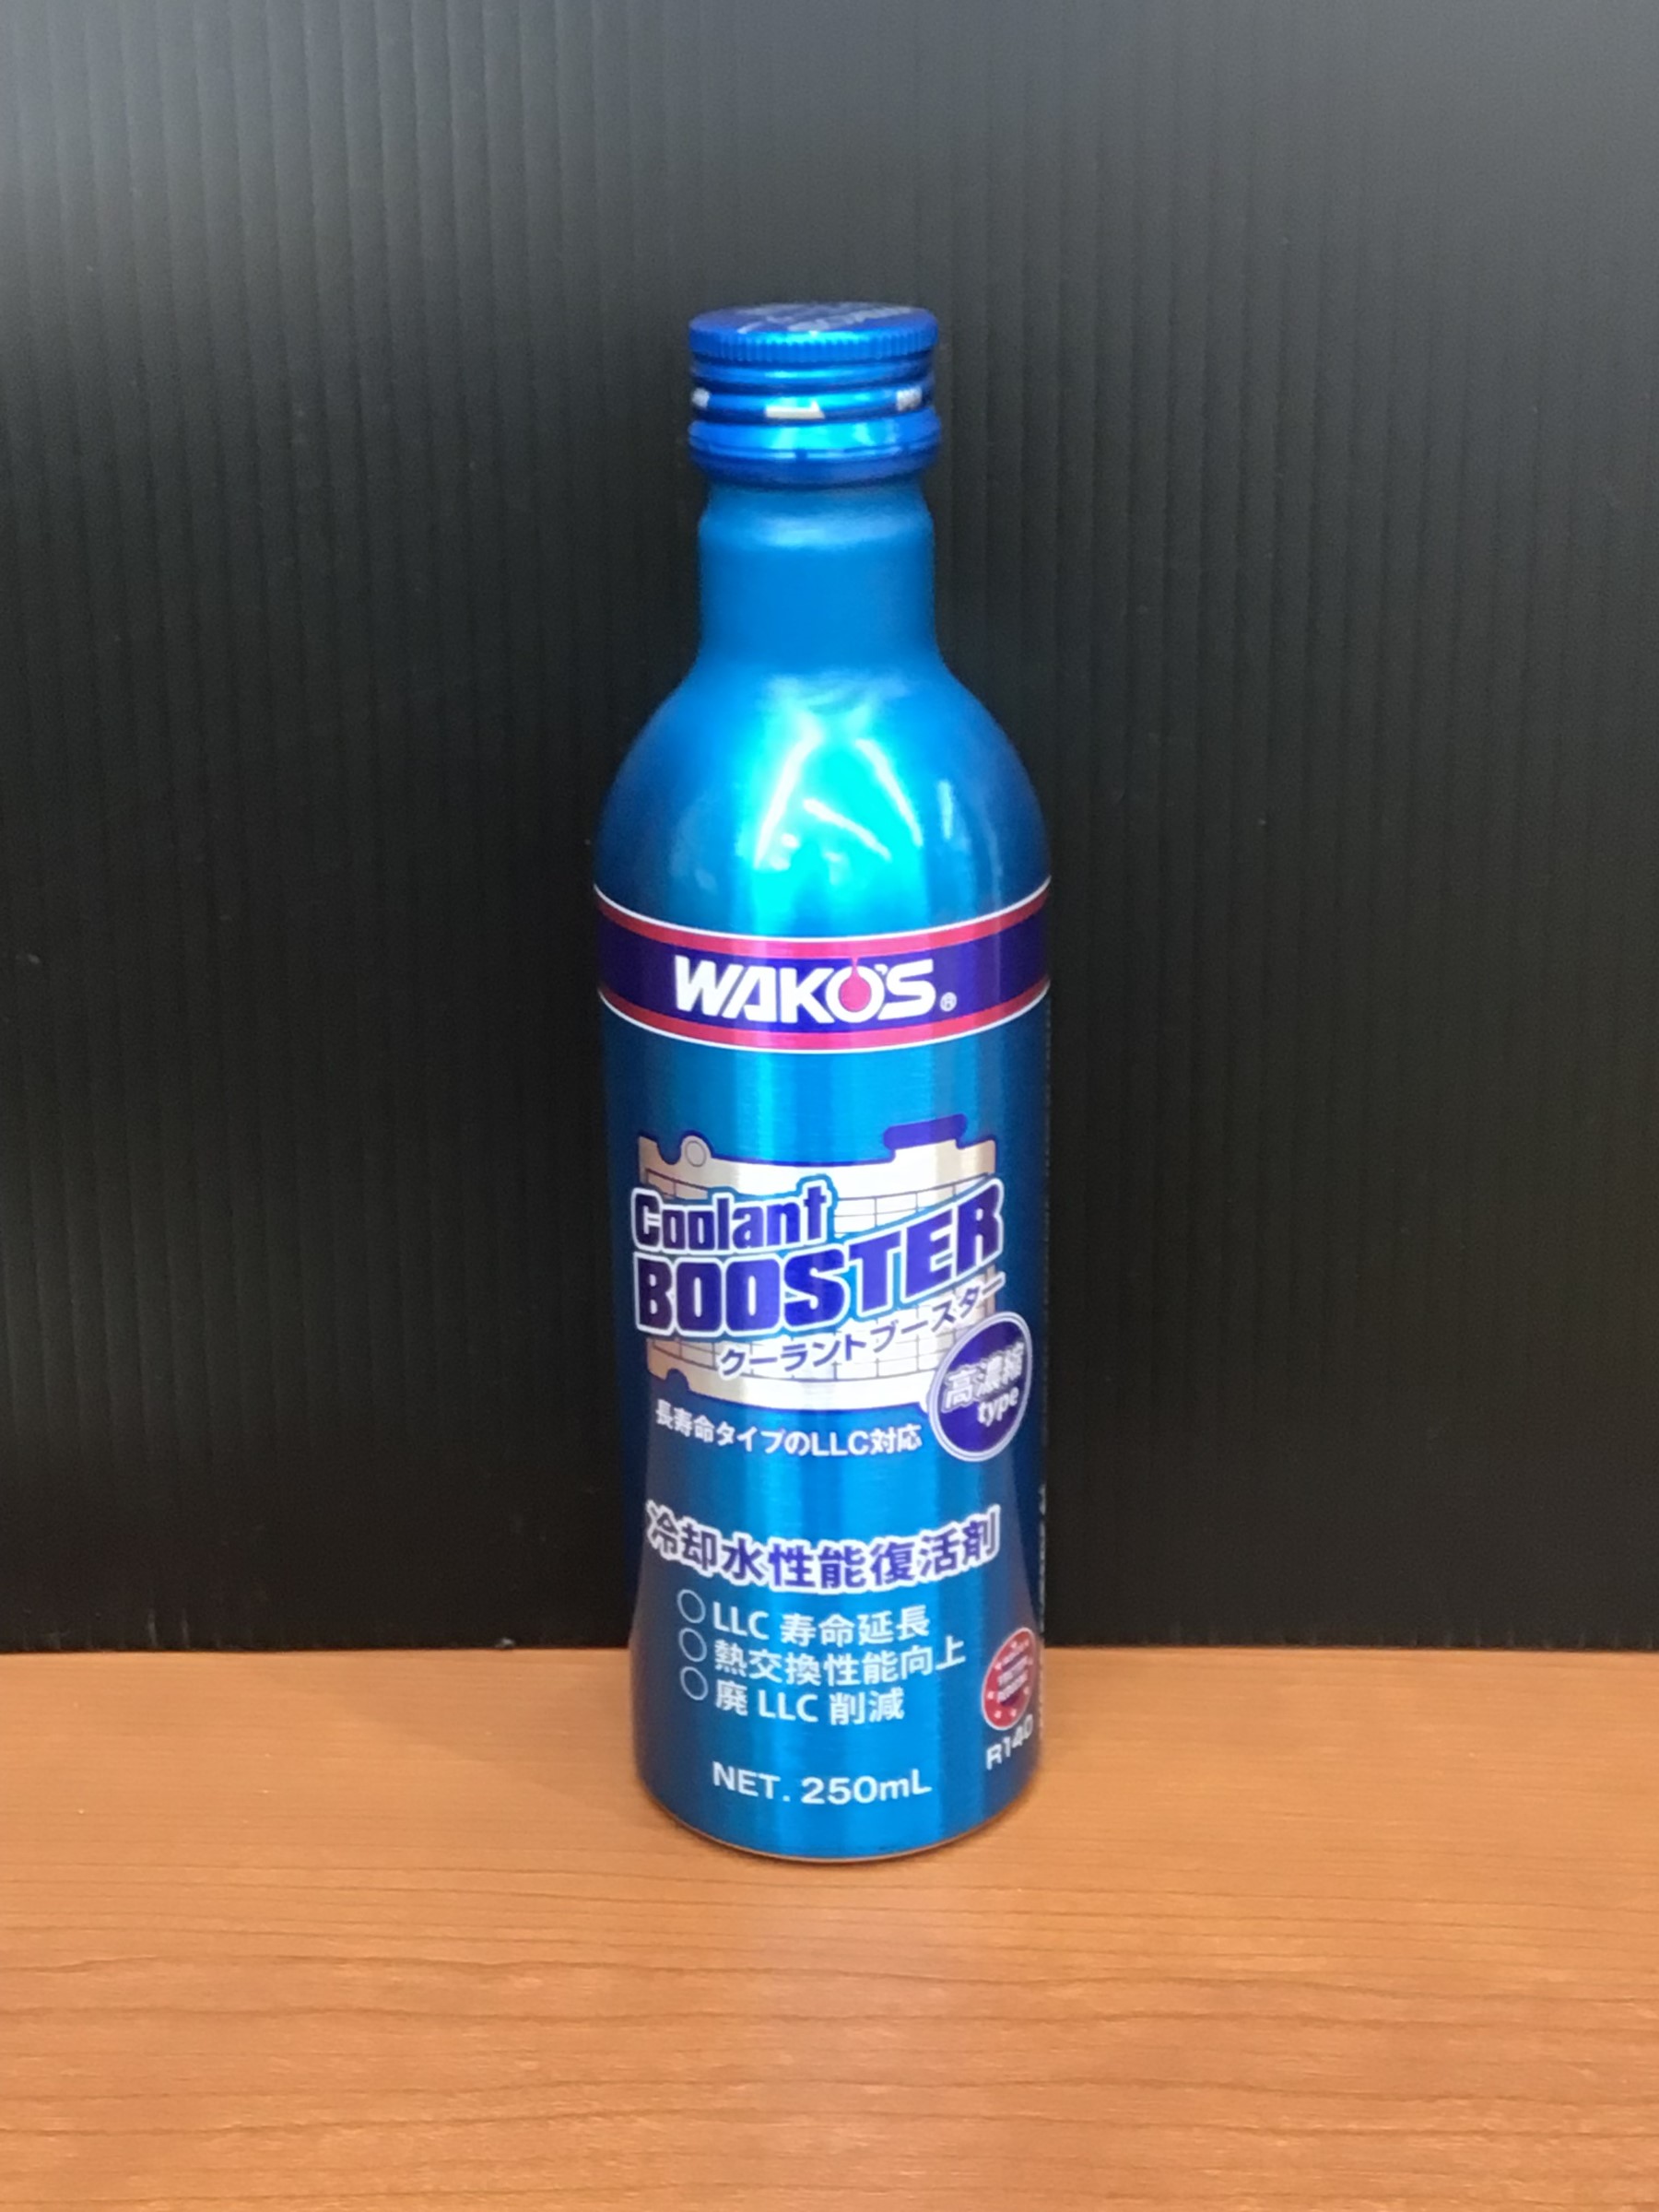 WAKO'S®
Coolant
BOOSTER
クーラントブースター
高濃縮
type
長寿命タイプのLLC対応
冷却水性能復活剤
○LLC 寿命延長
○熱交換性能向上
○廃 LLC 削減
R140
NET. 250mL